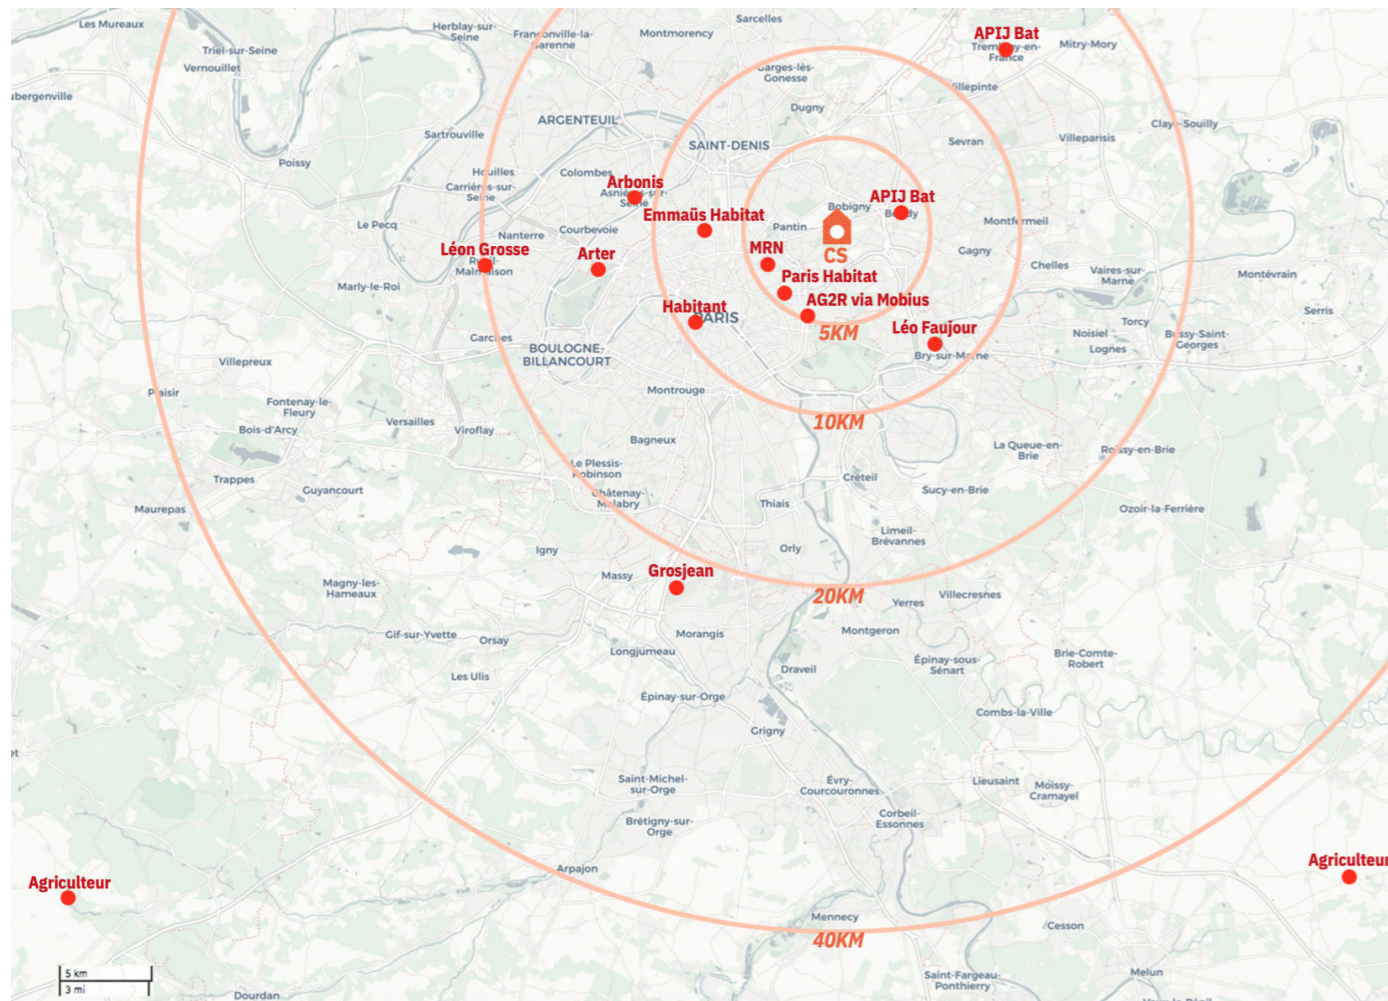 Les Mureaux
Herblay-sur-
Seine
Sarcelles
Montmorency
APIJ Bat
Mitry-Mory
France
Triel-sur-Seine
Vernouillet
Garges-lès-
Gonesse
Villepinte
Dugny
ARGENTEUIL
Sartrouville
SAINT-DENIS
Sevran
Villeparisis
Poissy
Houilles
Colombes
Carrières-sur-
Seine
Arbonis
Emmaüs Habitat
APIJ Bat
Bobigny
Le Pecq
Nanterre
Courbevoie
Pantin
Montfermeil
Léon Grosse
Arter
MRN
CS
Gagny
Chelles
Vaires-sur-
Marne
Montévrain
Marly-le-Roi
Paris Habitat
AG2R via Mobius
Habitant
PARIS
5KM
Léo Faujour
Bry-sur-Marne
Torcy
Noisiel
Lognes
Bussy-Saint-
Georges
Serris
Garches
BOULOGNE-
BILLANCOURT
Villepreux
Plaisir
Montrouge
Fontenay-le-
Fleury
Bois-d'Arcy
Versailles
Viroflay
10KM
Bagneux
La Queue-en-
Brie
Roissy-en-Brie
Le Plessis-
Robinson
Trappes
Guyancourt
Châtenay-
Malabry
Créteil
Sucy-en-Brie
Maurepas
Thiais
Ozoir-la-Ferrière
Limeil-
Brévannes
Igny
Orly
Massy
Grosjean
Magny-les-
Hameaux
20KM
Yerres
Villecresnes
Gif-sur-Yvette
Orsay
Morangis
Montgeron
Longjumeau
Les Ulis
Draveil
Épinay-sous-
Sénart
Brie-Comte-
Robert
Épinay-sur-Orge
Combs-la-Ville
Grigny
Saint-Michel-
sur-Orge
Évry-
Courcouronnes
Lieusaint
Moissy-
Cramayel
Brétigny-sur-
Orge
Corbeil-
Essonnes
Arpajon
Agriculteur
Agriculteur
Mennecy
40KM
Cesson
5 km
3 mi
Dourdan
Saint-Fargeau-
Ponthierry
Melun